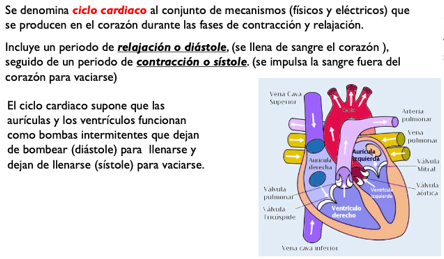 Se denomina ciclo cardiaco al conjunto de mecanismos (físicos y eléctricos) que
se producen en el corazón durante las fases de contracción y relajación.
Incluye un periodo de relajación o diástole, (se llena de sangre el corazón ),
seguido de un periodo de contracción o sístole. (se impulsa la sangre fuera del
corazón para vaciarse)
El ciclo cardiaco supone que las
aurículas y los ventrículos funcionan
como bombas intermitentes que dejan
de bombear (diástole) para llenarse y
dejan de llenarse (sístole) para vaciarse.
Vena Cava
Superior
Arteria
pulmonar
Vena
pulmonar
Aurícula
izquierda
Aurícula
derecha
Válvula
Mitral
Válvula
aórtica
Ventrículo
izquierdo
Válvula
pulmonar
Válvula
Tricúspide
Ventrículo
derecho
Vena cava inferior